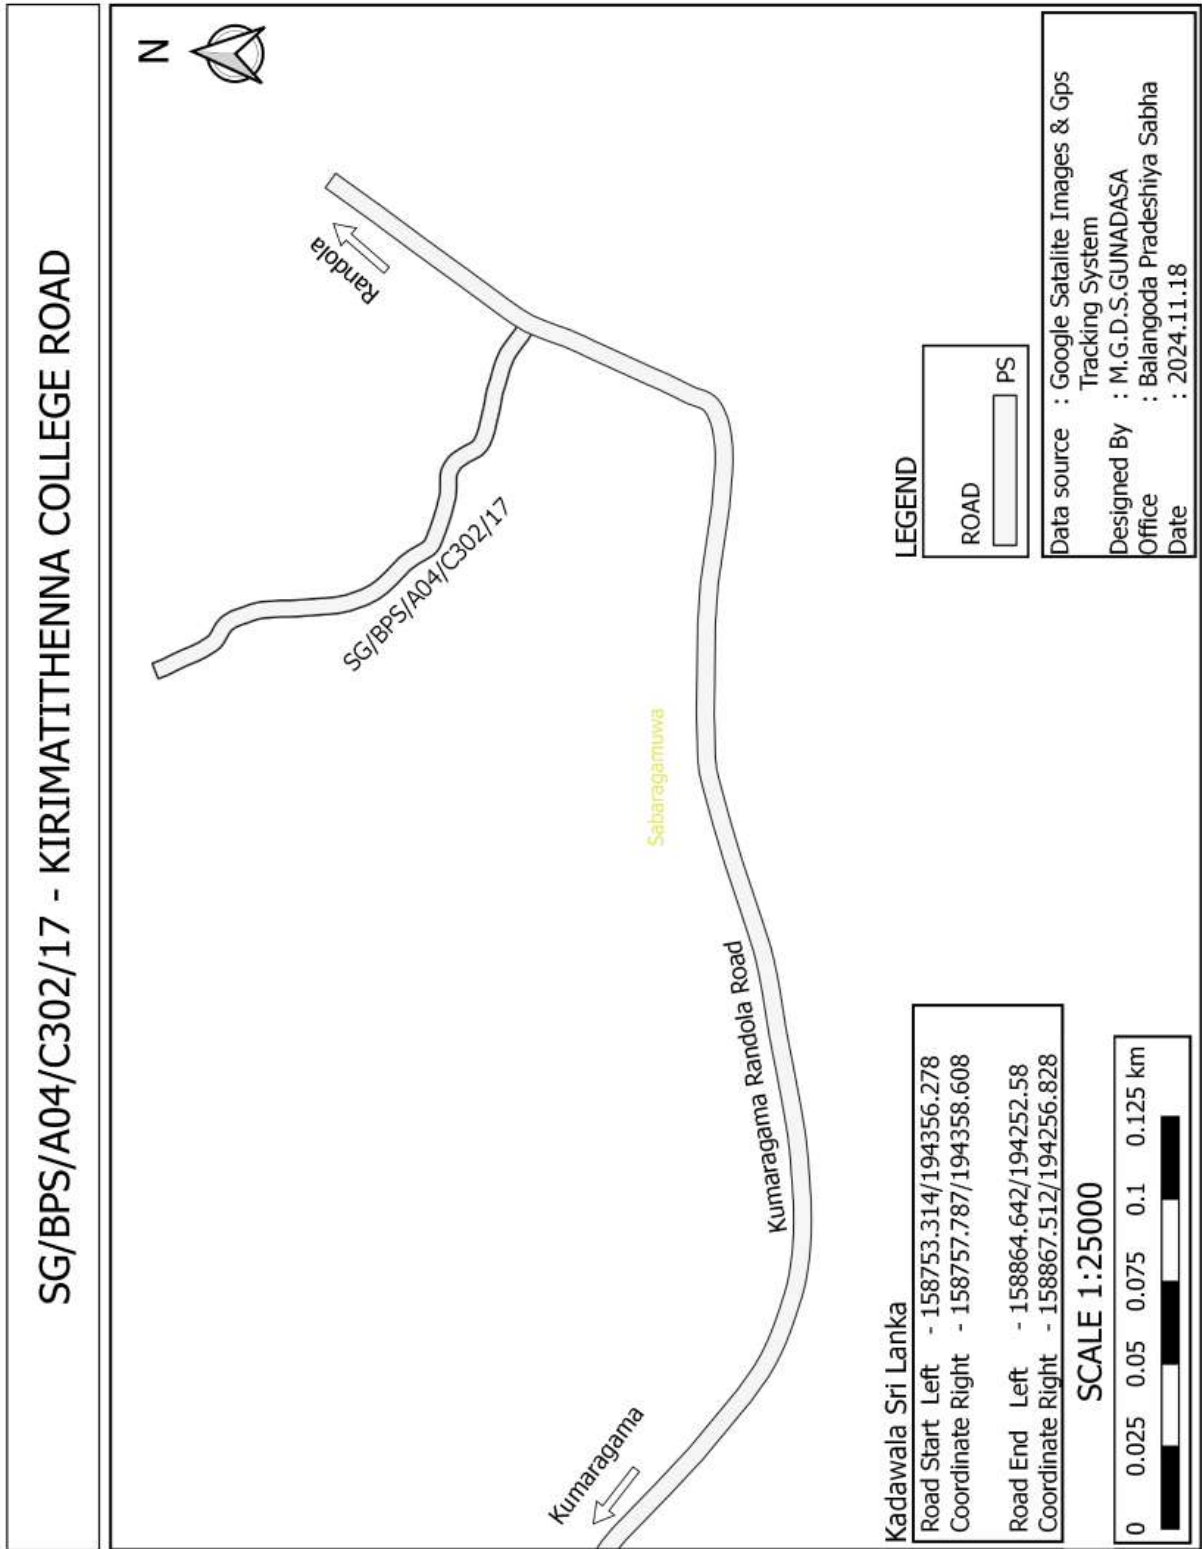 SG/BPS/A04/C302/17 - KIRIMATITHENNA COLLEGE ROAD
N
Randola
SG/BPS/A04/C302/17
Sabaragamuwa
Kumaragama Randola Road
Kumaragama
Kadawala Sri Lanka
Road Start Left - 158753.314/194356.278
Coordinate Right - 158757.787/194358.608
Road End Left - 158864.642/194252.58
Coordinate Right - 158867.512/194256.828
SCALE 1:25000
0 0.025 0.05 0.075 0.1 0.125 km
LEGEND
ROAD
PS
Data source : Google Satalite Images & Gps
Tracking System
Designed By : M.G.D.S.GUNADASA
Office : Balangoda Pradeshiya Sabha
Date : 2024.11.18